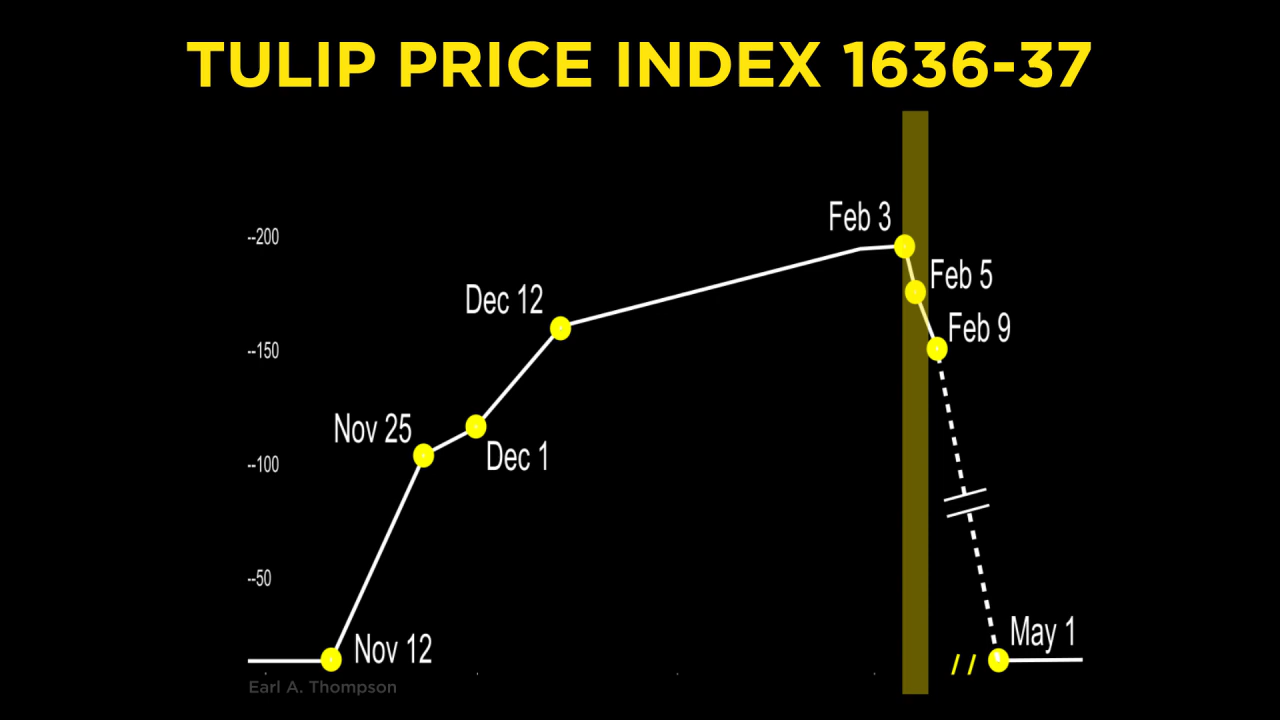 TULIP PRICE INDEX 1636-37
Feb 3
--200
Feb 5
Dec 12
Feb 9
--150
Nov 25
Dec 1
--100
--50
May 1
Nov 12
//
Earl A. Thompson